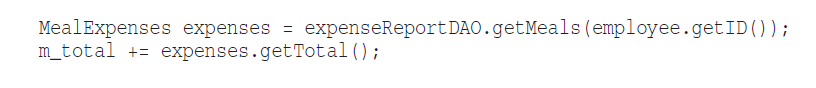 MealExpenses expenses = expenseReportDAO.getMeals(employee.getID());
m_total += expenses.getTotal();